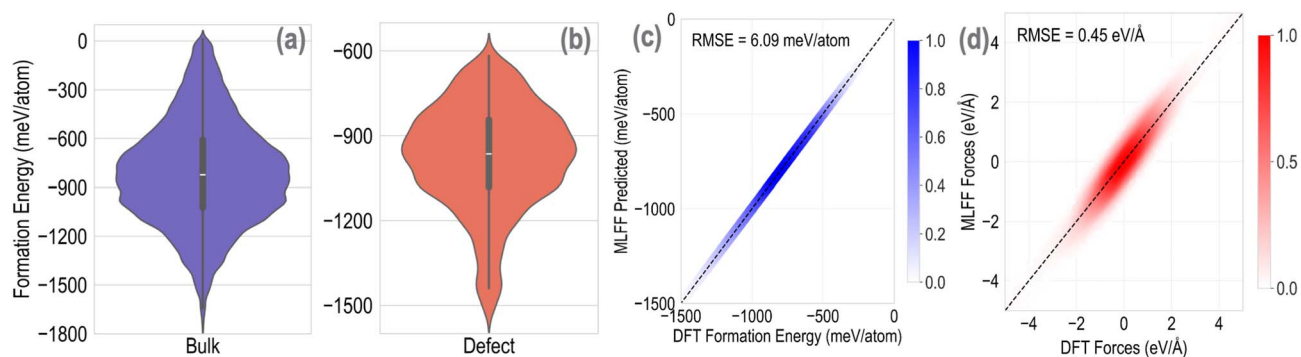 (a)
Formation Energy (meV/atom)
0
−300
−600
−900
−1200
−1500
−1800
Bulk
(b)
−600
−900
−1200
−1500
Defect
(c)
RMSE = 6.09 meV/atom
MLFF Predicted (meV/atom)
0
−500
−1000
−1500
−1500 −1000 −500 0
DFT Formation Energy (meV/atom)
1.0
0.8
0.6
0.4
0.2
0.0
(d)
RMSE = 0.45 eV/Å
MLFF Forces (eV/Å)
4
2
0
−2
−4
−4 −2 0 2 4
DFT Forces (eV/Å)
1.0
0.5
0.0